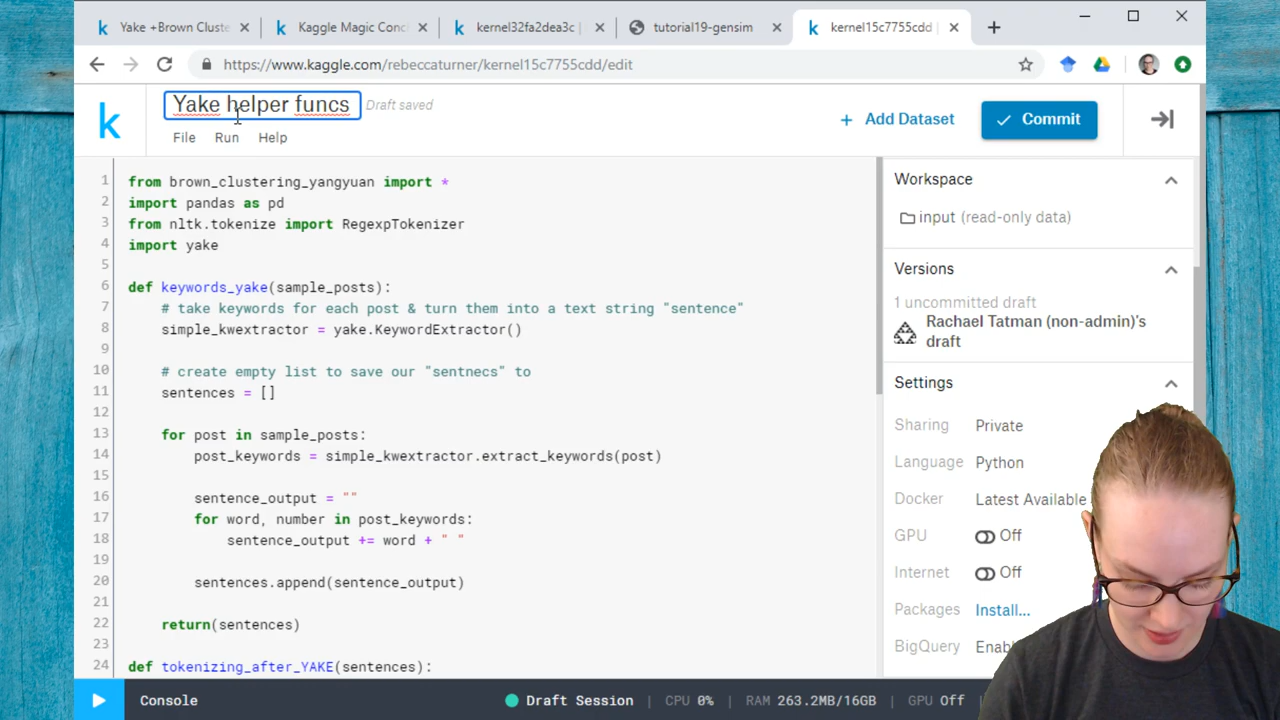 Yake +Brown Cluste
Kaggle Magic Conc
kernel32fa2dea3c |
tutorial19-gensim
kernel15c7755cdd |
https://www.kaggle.com/rebeccaturner/kernel15c7755cdd/edit
k
Yake helper funcs
Draft saved
File Run Help
+ Add Dataset
Commit
1 from brown_clustering_yangyuan import *
2 import pandas as pd
3 from nltk.tokenize import RegexpTokenizer
4 import yake
5
6 def keywords_yake(sample_posts):
7 # take keywords for each post & turn them into a text string "sentence"
8 simple_kwextractor = yake.KeywordExtractor()
9
10 # create empty list to save our "sentnecs" to
11 sentences = []
12
13 for post in sample_posts:
14 post_keywords = simple_kwextractor.extract_keywords(post)
15
16 sentence_output = ""
17 for word, number in post_keywords:
18 sentence_output += word + " "
19
20 sentences.append(sentence_output)
21
22 return(sentences)
23
24 def tokenizing_after_YAKE(sentences):
Workspace
input (read-only data)
Versions
1 uncommitted draft
Rachael Tatman (non-admin)'s
draft
Settings
Sharing Private
Language Python
Docker Latest Available
GPU Off
Internet Off
Packages Install...
BigQuery Ena
Console
Draft Session | CPU 0% | RAM 263.2MB/16GB | GPU Off